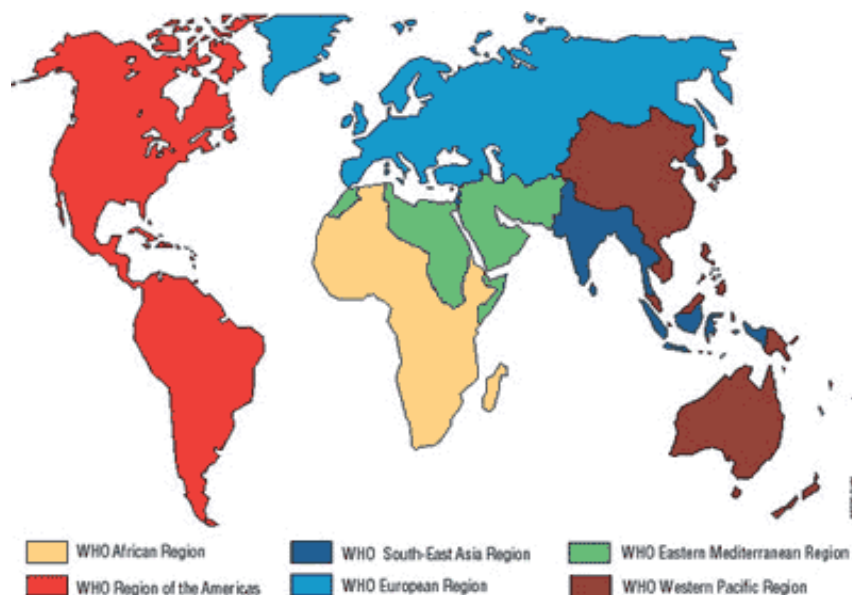 WHO African Region
WHO South-East Asia Region
WHO Eastern Mediterranean Region
WHO Region of the Americas
WHO European Region
WHO Western Pacific Region